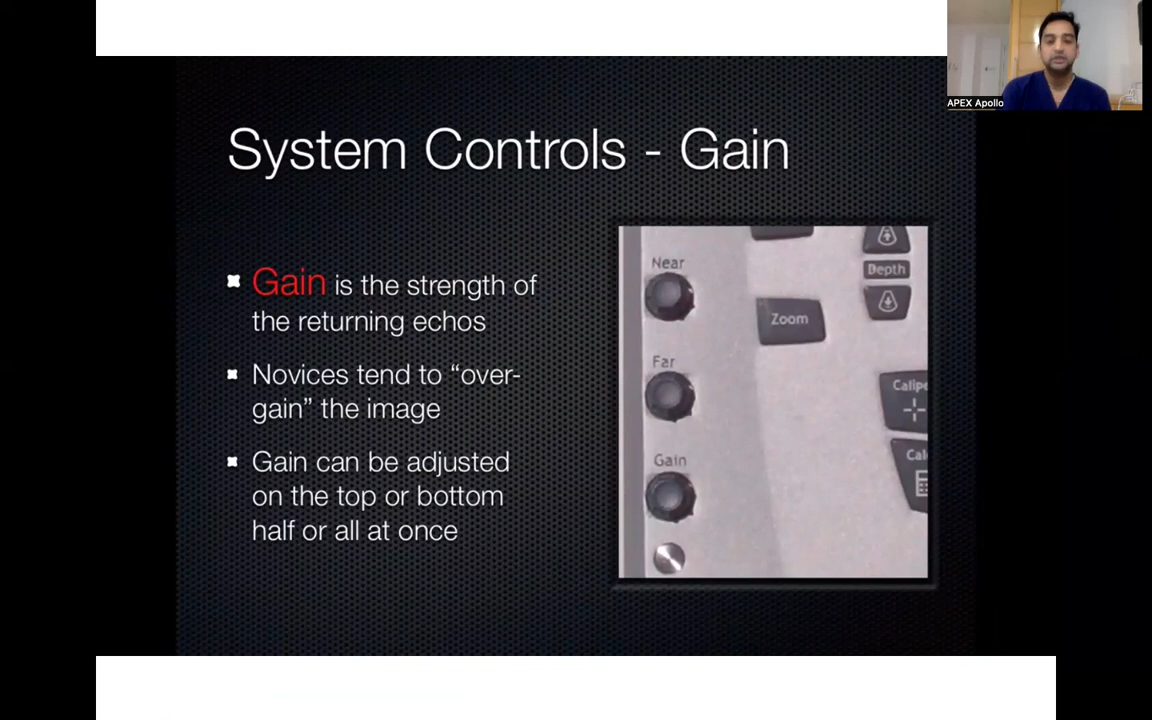 APEX Apollo
System Controls - Gain
Gain is the strength of
the returning echos
Novices tend to “over-
gain” the image
Gain can be adjusted
on the top or bottom
half or all at once
Near
Depth
Zoom
Far
Calipe
Gain
Cal